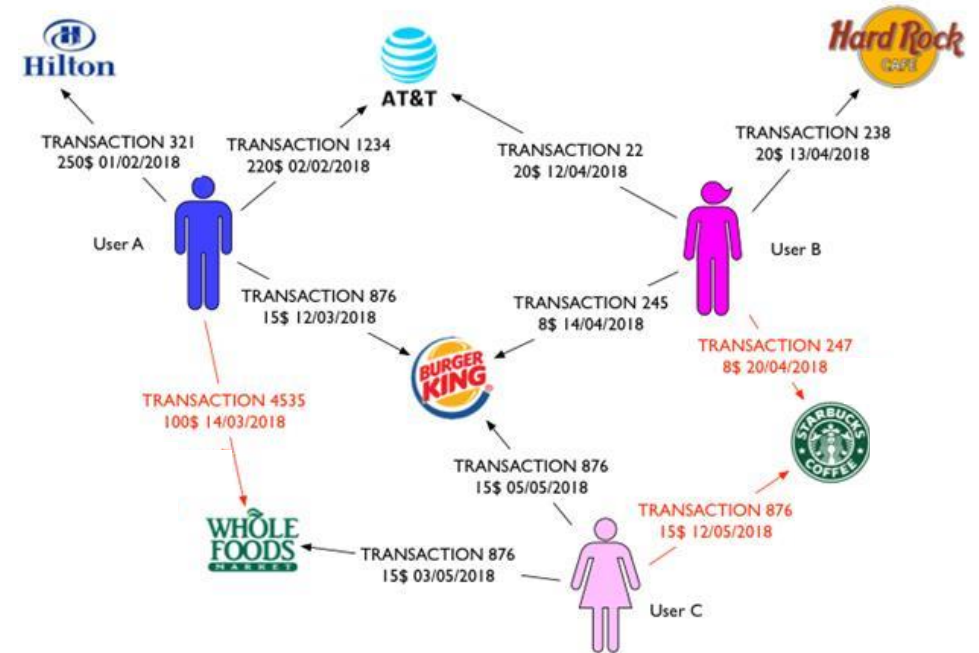 Hilton
AT&T
Hard Rock
CAFE
TRANSACTION 321
250$ 01/02/2018
TRANSACTION 1234
220$ 02/02/2018
TRANSACTION 22
20$ 12/04/2018
TRANSACTION 238
20$ 13/04/2018
User A
User B
TRANSACTION 876
15$ 12/03/2018
TRANSACTION 245
8$ 14/04/2018
TRANSACTION 247
8$ 20/04/2018
BURGER
KING
®
TRANSACTION 4535
100$ 14/03/2018
STARBUCKS
COFFEE
TRANSACTION 876
15$ 05/05/2018
TRANSACTION 876
15$ 12/05/2018
WHOLE
FOODS
MARKET
TRANSACTION 876
15$ 03/05/2018
User C